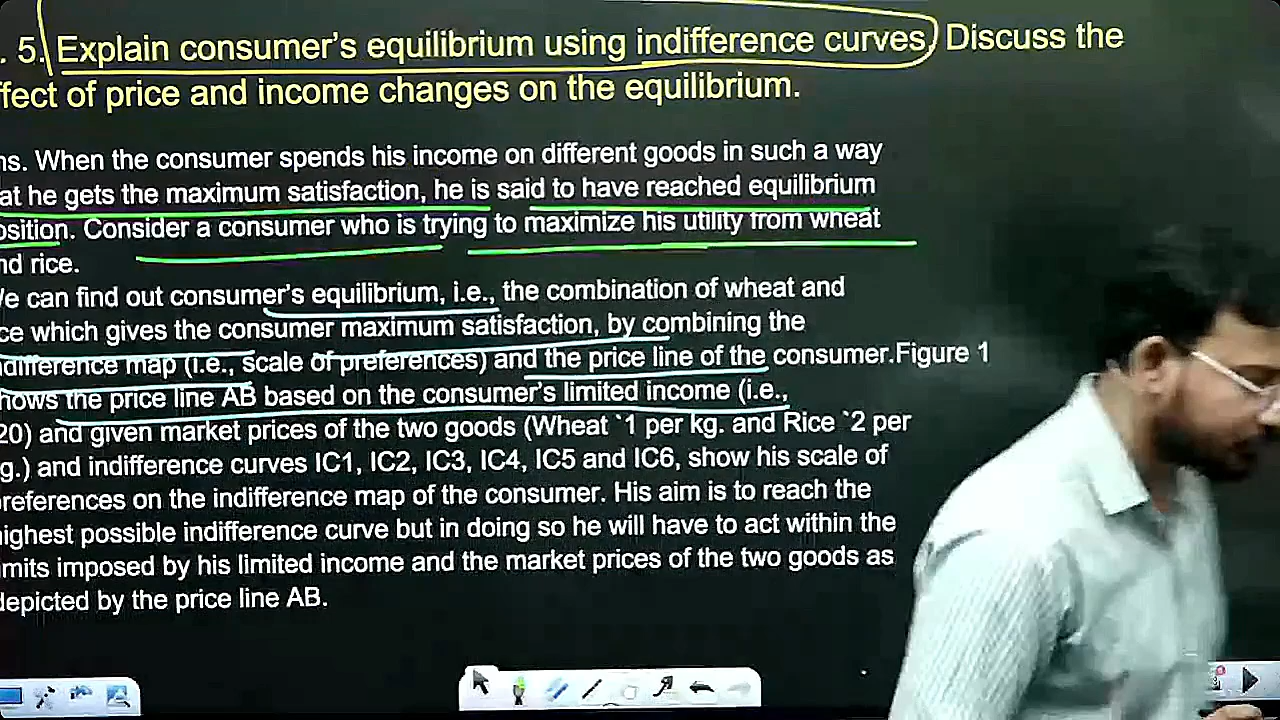 . 5. Explain consumer's equilibrium using indifference curves, Discuss the
ffect of price and income changes on the equilibrium.
ns. When the consumer spends his income on different goods in such a way
at he gets the maximum satisfaction, he is said to have reached equilibrium
osition. Consider a consumer who is trying to maximize his utility from wheat
nd rice.
e can find out consumer's equilibrium, i.e., the combination of wheat and
ce which gives the consumer maximum satisfaction, by combining the
ndifference map (i.e., scale of preferences) and the price line of the consumer.Figure 1
hows the price line AB based on the consumer's limited income (i.e.,
20) and given market prices of the two goods (Wheat `1 per kg. and Rice `2 per
g.) and indifference curves IC1, IC2, IC3, IC4, IC5 and IC6, show his scale of
references on the indifference map of the consumer. His aim is to reach the
ighest possible indifference curve but in doing so he will have to act within the
mits imposed by his limited income and the market prices of the two goods as
depicted by the price line AB.